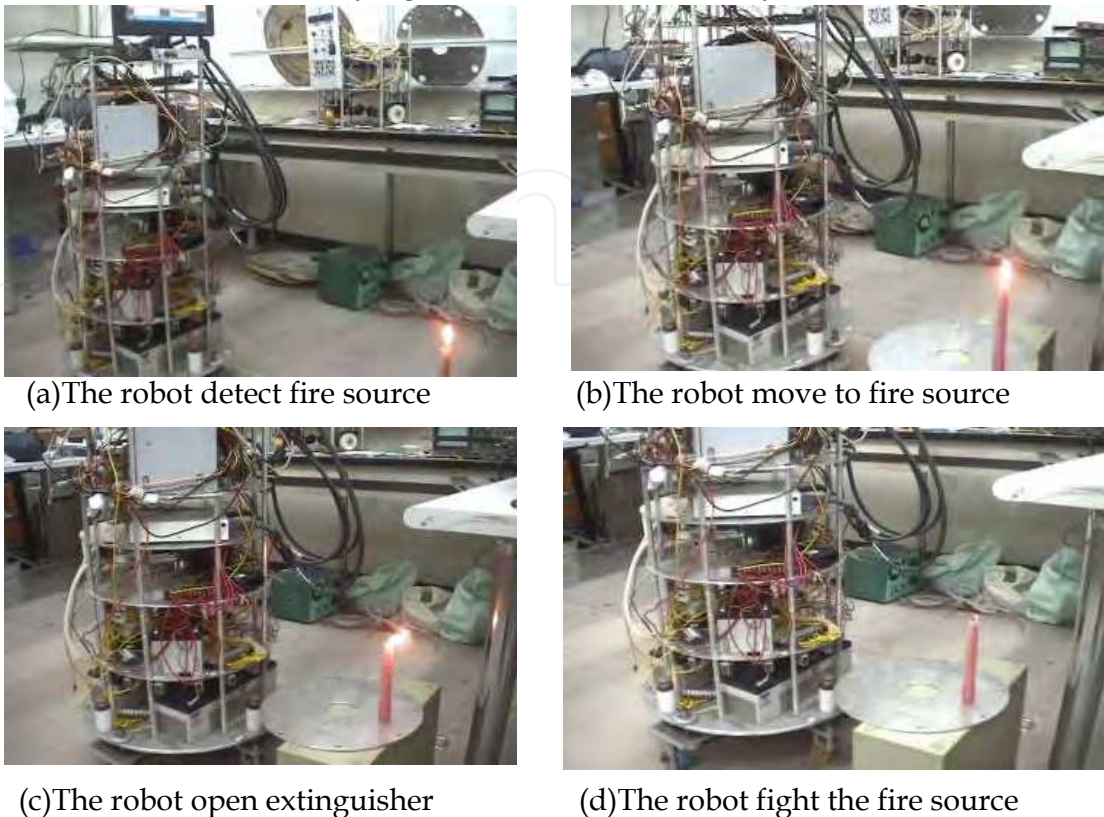 (a)The robot detect fire source
(b)The robot move to fire source
(c)The robot open extinguisher
(d)The robot fight the fire source